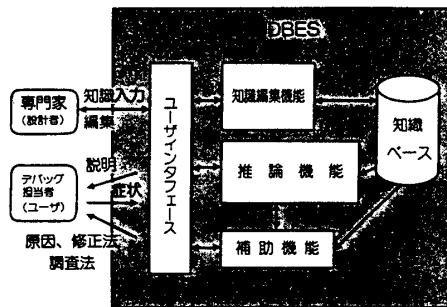 DBES
専門家
(設計者)
知識入力
編集
ユーザインタフェース
知識編集機能
知識
ベース
デバッグ
担当者
(ユーザ)
説明
症状
推論機能
原因、修正法
調査法
補助機能